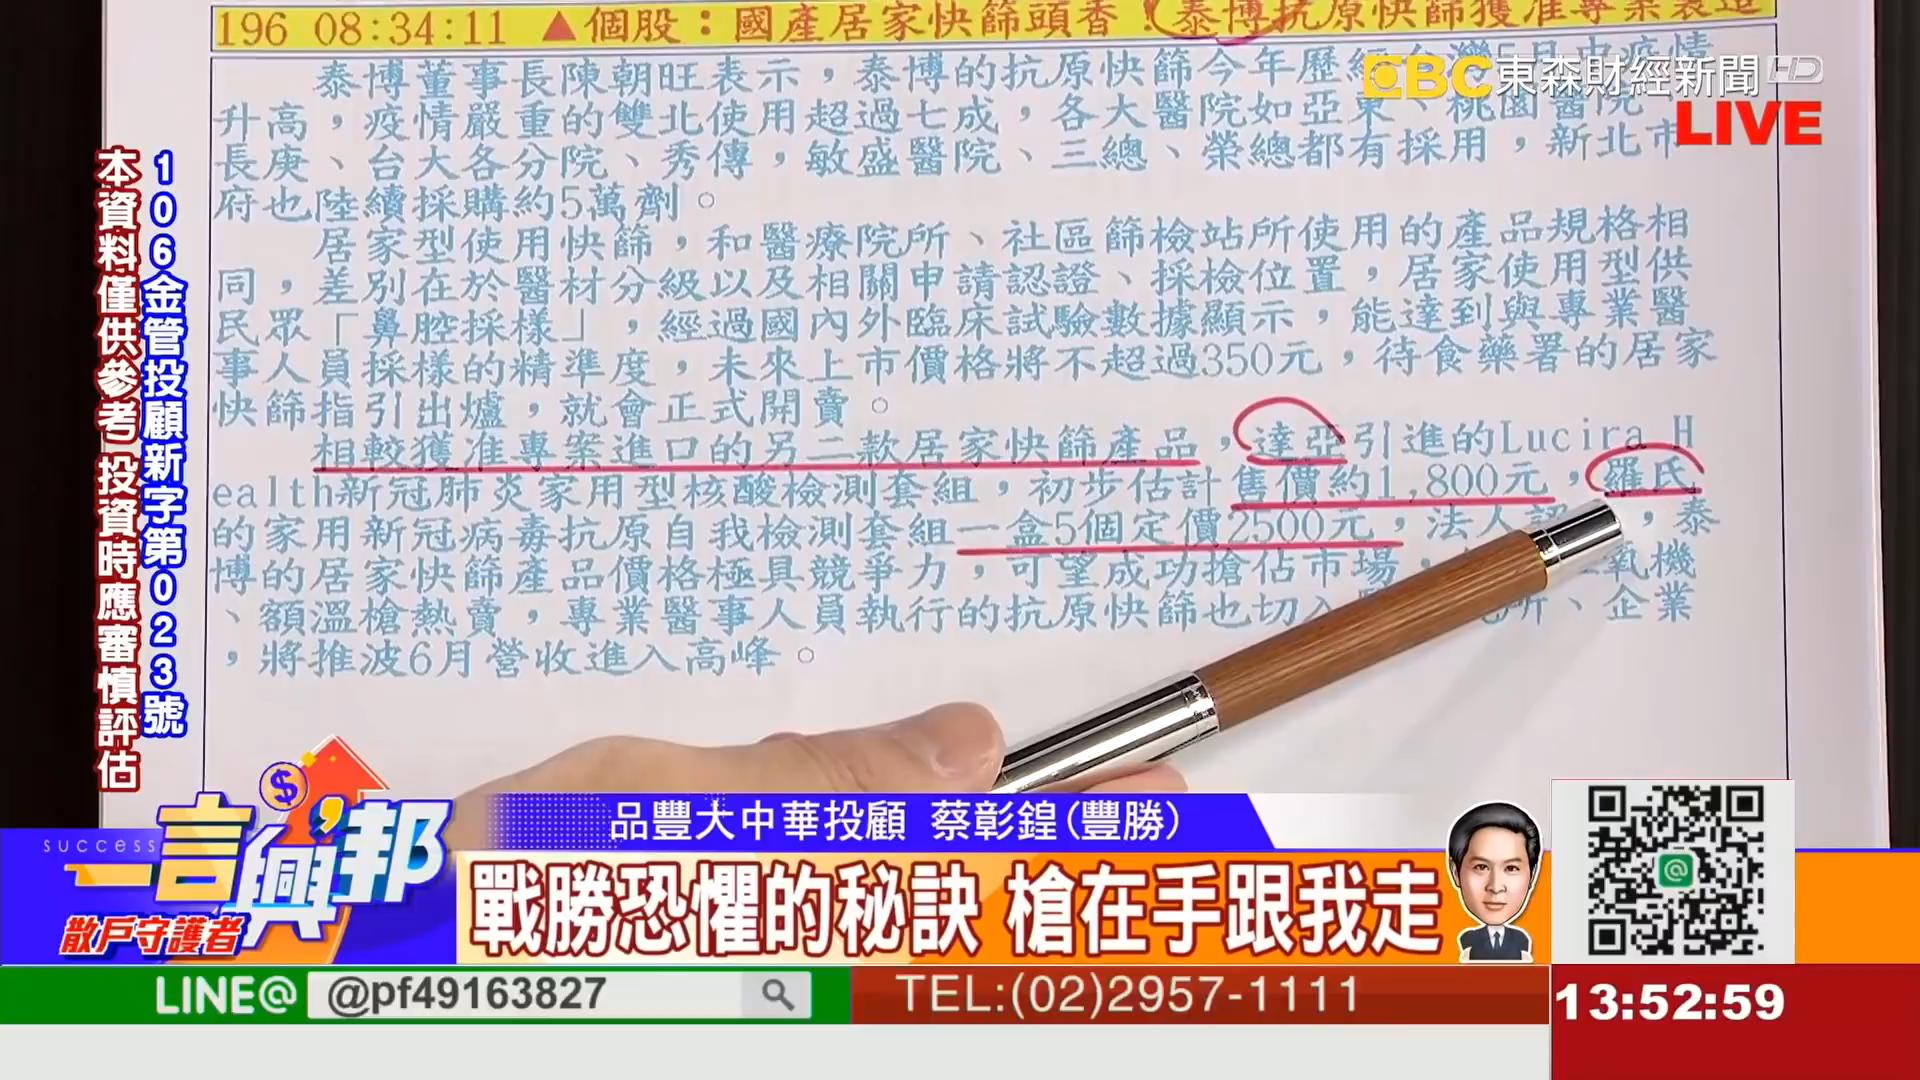 196 08:34:11 ▲個股：國產居家快篩頭香！泰博抗原快篩獲准專案製造
泰博董事長陳朝旺表示，泰博的抗原快篩今年歷經台灣5月中疫情
升高，疫情嚴重的雙北使用超過七成，各大醫院如亞東、桃園醫院、
長庚、台大各分院、秀傳，敏盛醫院、三總、榮總都有採用，新北市
府也陸續採購約5萬劑。
居家型使用快篩，和醫療院所、社區篩檢站所使用的產品規格相
同，差別在於醫材分級以及相關申請認證、採檢位置，居家使用型供
民眾「鼻腔採樣」，經過國內外臨床試驗數據顯示，能達到與專業醫
事人員採樣的精準度，未來上市價格將不超過350元，待食藥署的居家
快篩指引出爐，就會正式開賣。
相較獲准專案進口的另二款居家快篩產品，達亞引進的Lucira H
ealth新冠肺炎家用型核酸檢測套組，初步估計售價約1,800元，羅氏
的家用新冠病毒抗原自我檢測套組一盒5個定價2500元，法人認，泰
博的居家快篩產品價格極具競爭力，可望成功搶佔市場，氧機
、額溫槍熱賣，專業醫事人員執行的抗原快篩也切入所、企業
，將推波6月營收進入高峰。
EBC東森財經新聞HD
LIVE
106金管投顧新字第023號
本資料僅供參考 投資時應審慎評估
success
一言興邦
散戶守護者
品豐大中華投顧 蔡彰鍠(豐勝)
戰勝恐懼的秘訣 槍在手跟我走
LINE@ @pf49163827
TEL:(02)2957-1111
13:52:59